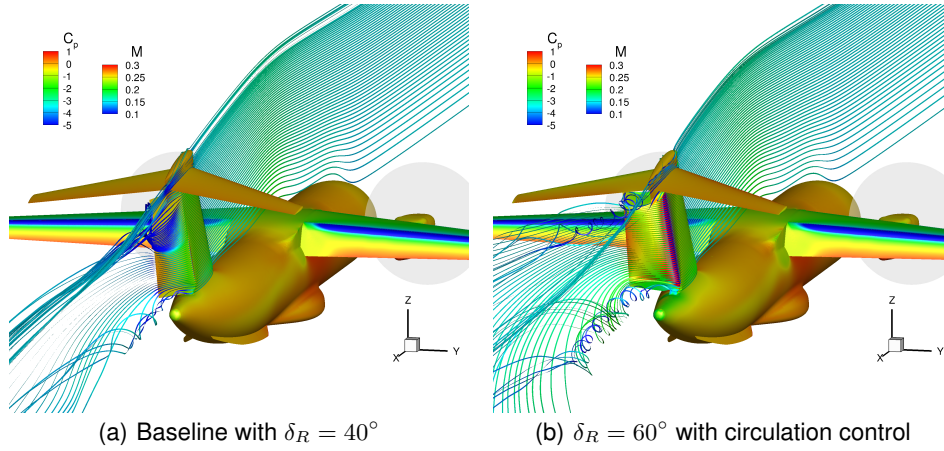 C_p
M
1
0
-1
-2
-3
-4
-5
0.3
0.25
0.2
0.15
0.1
Z
X
Y
C_p
M
1
0
-1
-2
-3
-4
-5
0.3
0.25
0.2
0.15
0.1
Z
X
Y
(a) Baseline with δ_R = 40°
(b) δ_R = 60° with circulation control